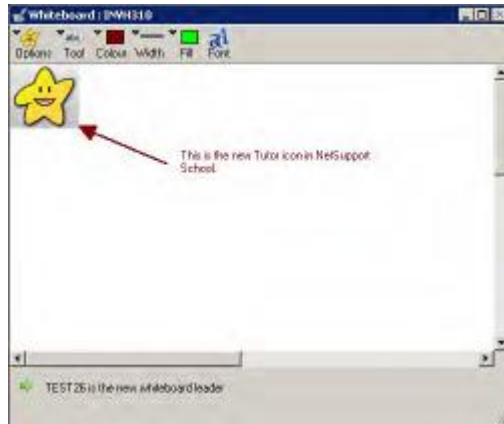 Whiteboard : INVH310
Options Tool Colour Width Fill Font
This is the new Tutor icon in NetSupport
School.
TEST26 is the new whiteboard leader